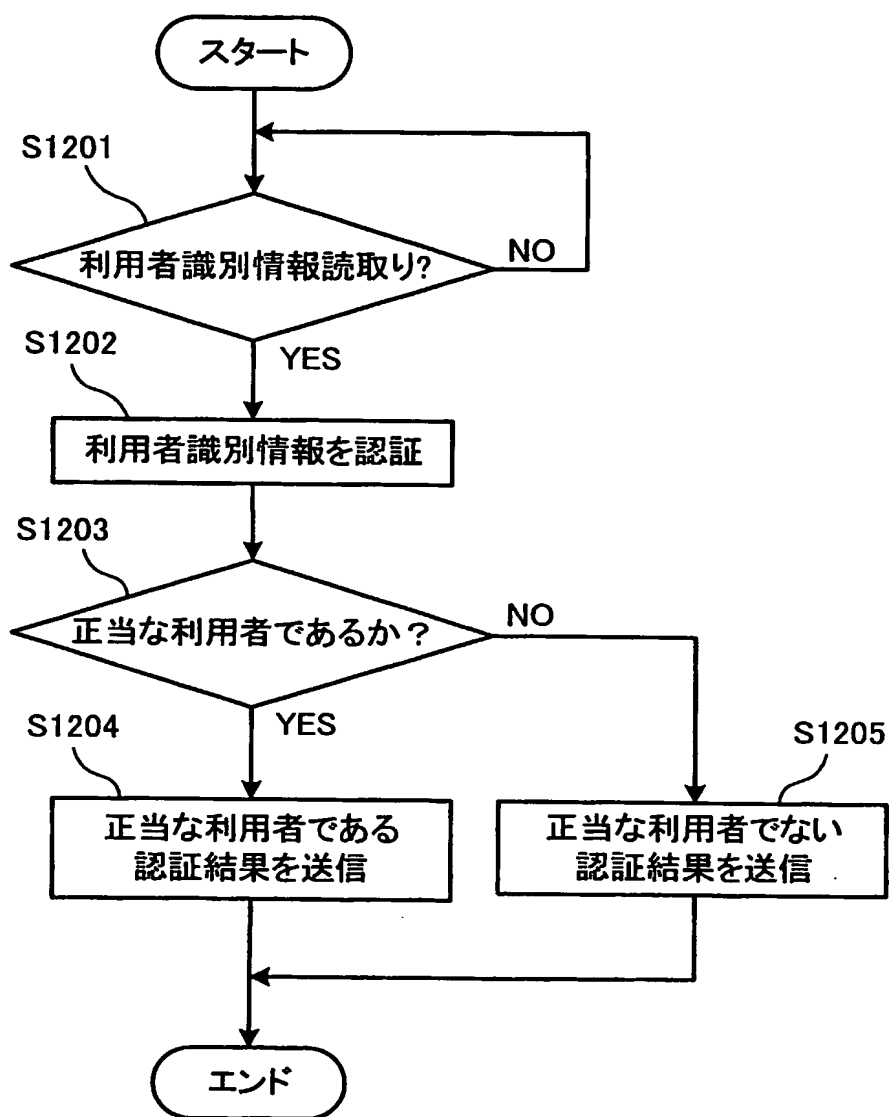 スタート
S1201
利用者識別情報読取り?
NO
YES
S1202
利用者識別情報を認証
S1203
正当な利用者であるか?
NO
YES
S1204
正当な利用者である
認証結果を送信
S1205
正当な利用者でない
認証結果を送信
エンド